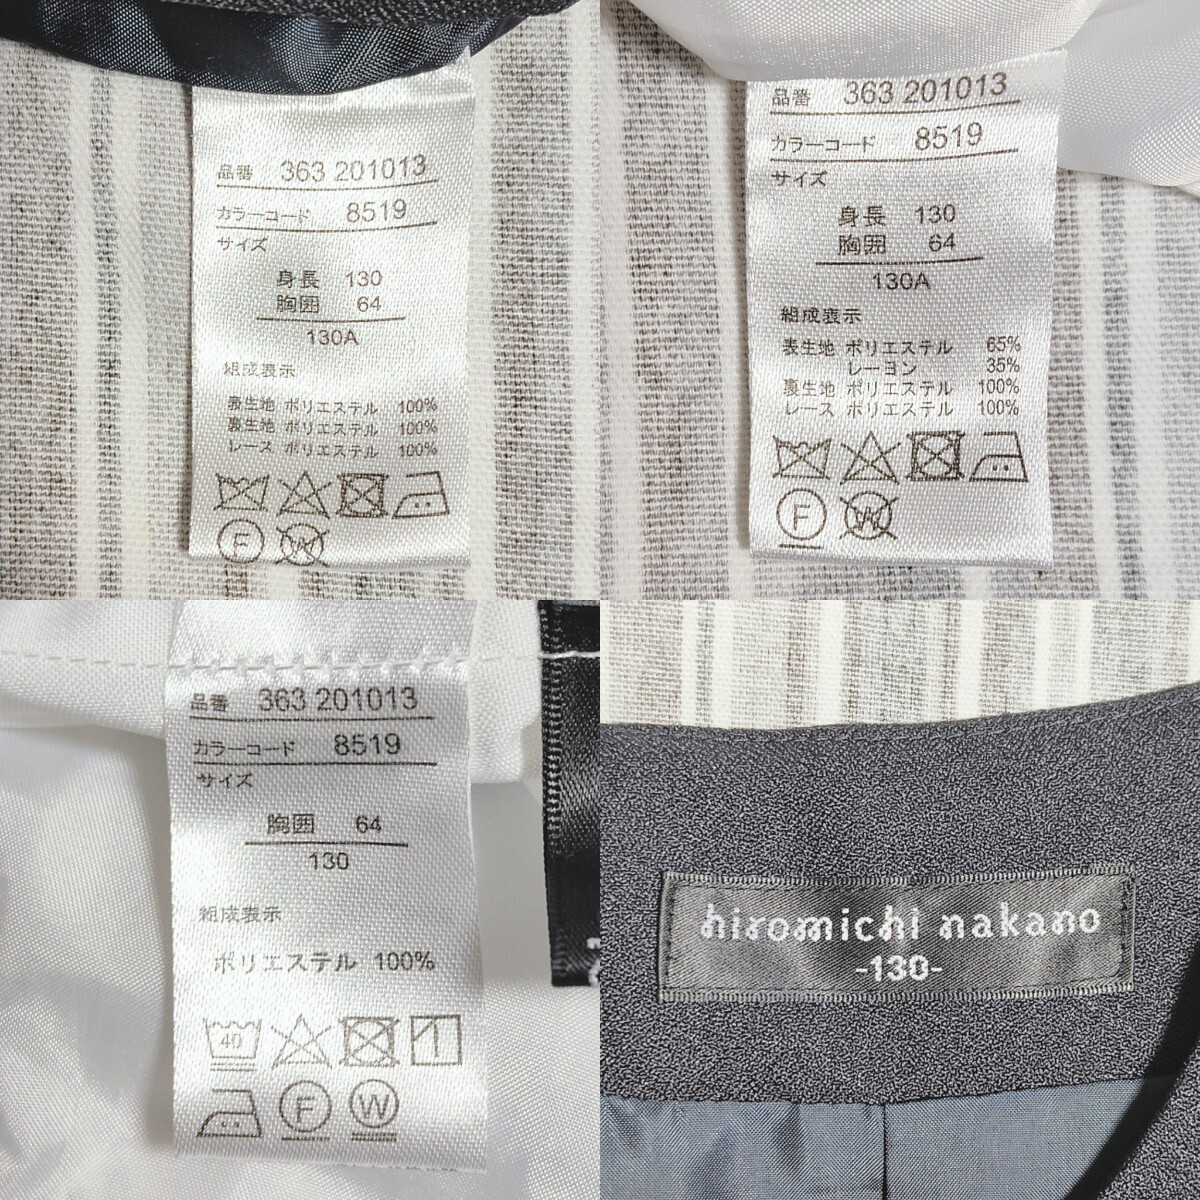 品番 363 201013
カラーコード 8519
サイズ
身長 130
胸囲 64
130A
組成表示
表生地 ポリエステル 100%
裏生地 ポリエステル 100%
レース ポリエステル 100%
F W
品番 363 201013
カラーコード 8519
サイズ
身長 130
胸囲 64
130A
組成表示
表生地 ポリエステル 65%
レーヨン 35%
裏生地 ポリエステル 100%
レース ポリエステル 100%
F W
品番 363 201013
カラーコード 8519
サイズ
胸囲 64
130
組成表示
ポリエステル 100%
40
F W
hiromichi nakano
-130-